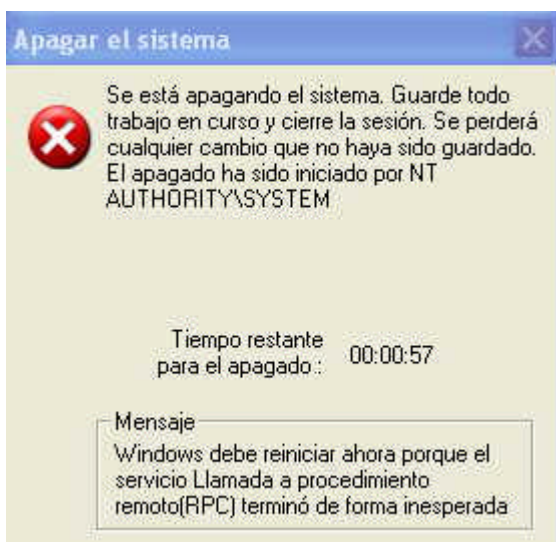 Apagar el sistema
Se está apagando el sistema. Guarde todo
trabajo en curso y cierre la sesión. Se perderá
cualquier cambio que no haya sido guardado.
El apagado ha sido iniciado por NT
AUTHORITY\SYSTEM
Tiempo restante
para el apagado : 00:00:57
Mensaje
Windows debe reiniciar ahora porque el
servicio Llamada a procedimiento
remoto(RPC) terminó de forma inesperada